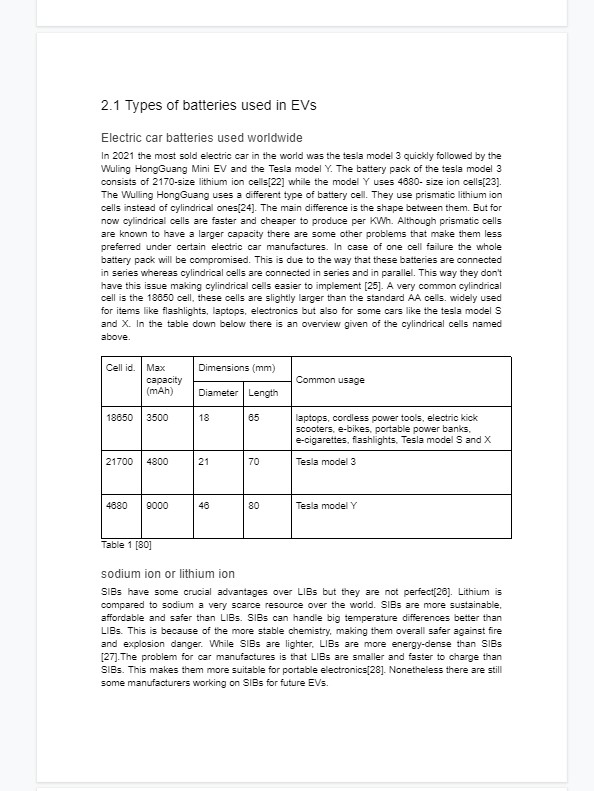 2.1 Types of batteries used in EVs
Electric car batteries used worldwide
In 2021 the most sold electric car in the world was the tesla model 3 quickly followed by the
Wuling HongGuang Mini EV and the Tesla model Y. The battery pack of the tesla model 3
consists of 2170-size lithium ion cells[22] while the model Y uses 4680- size ion cells[23].
The Wulling HongGuang uses a different type of battery cell. They use prismatic lithium ion
cells instead of cylindrical ones[24]. The main difference is the shape between them. But for
now cylindrical cells are faster and cheaper to produce per KWh. Although prismatic cells
are known to have a larger capacity there are some other problems that make them less
preferred under certain electric car manufactures. In case of one cell failure the whole
battery pack will be compromised. This is due to the way that these batteries are connected
in series whereas cylindrical cells are connected in series and in parallel. This way they don't
have this issue making cylindrical cells easier to implement [25]. A very common cylindrical
cell is the 18650 cell, these cells are slightly larger than the standard AA cells. widely used
for items like flashlights, laptops, electronics but also for some cars like the tesla model S
and X. In the table down below there is an overview given of the cylindrical cells named
above.
Cell id. Max capacity (mAh) Dimensions (mm) Common usage
Diameter Length
18650 3500 18 65 laptops, cordless power tools, electric kick
scooters, e-bikes, portable power banks,
e-cigarettes, flashlights, Tesla model S and X
21700 4800 21 70 Tesla model 3
4680 9000 46 80 Tesla model Y
Table 1 [80]
sodium ion or lithium ion
SIBs have some crucial advantages over LIBs but they are not perfect[26]. Lithium is
compared to sodium a very scarce resource over the world. SIBs are more sustainable,
affordable and safer than LIBs. SIBs can handle big temperature differences better than
LIBs. This is because of the more stable chemistry, making them overall safer against fire
and explosion danger. While SIBs are lighter, LIBs are more energy-dense than SIBs
[27].The problem for car manufactures is that LIBs are smaller and faster to charge than
SIBs. This makes them more suitable for portable electronics[28]. Nonetheless there are still
some manufacturers working on SIBs for future EVs.